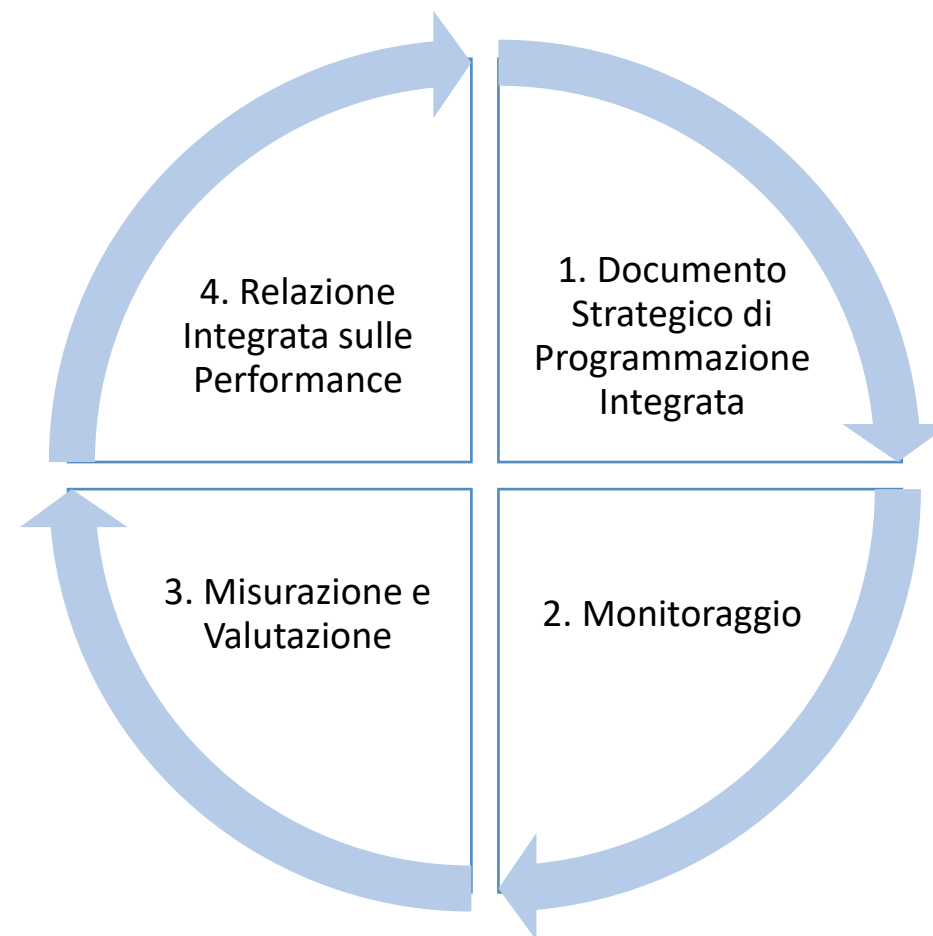 1. Documento
Strategico di
Programmazione
Integrata
2. Monitoraggio
3. Misurazione e
Valutazione
4. Relazione
Integrata sulle
Performance